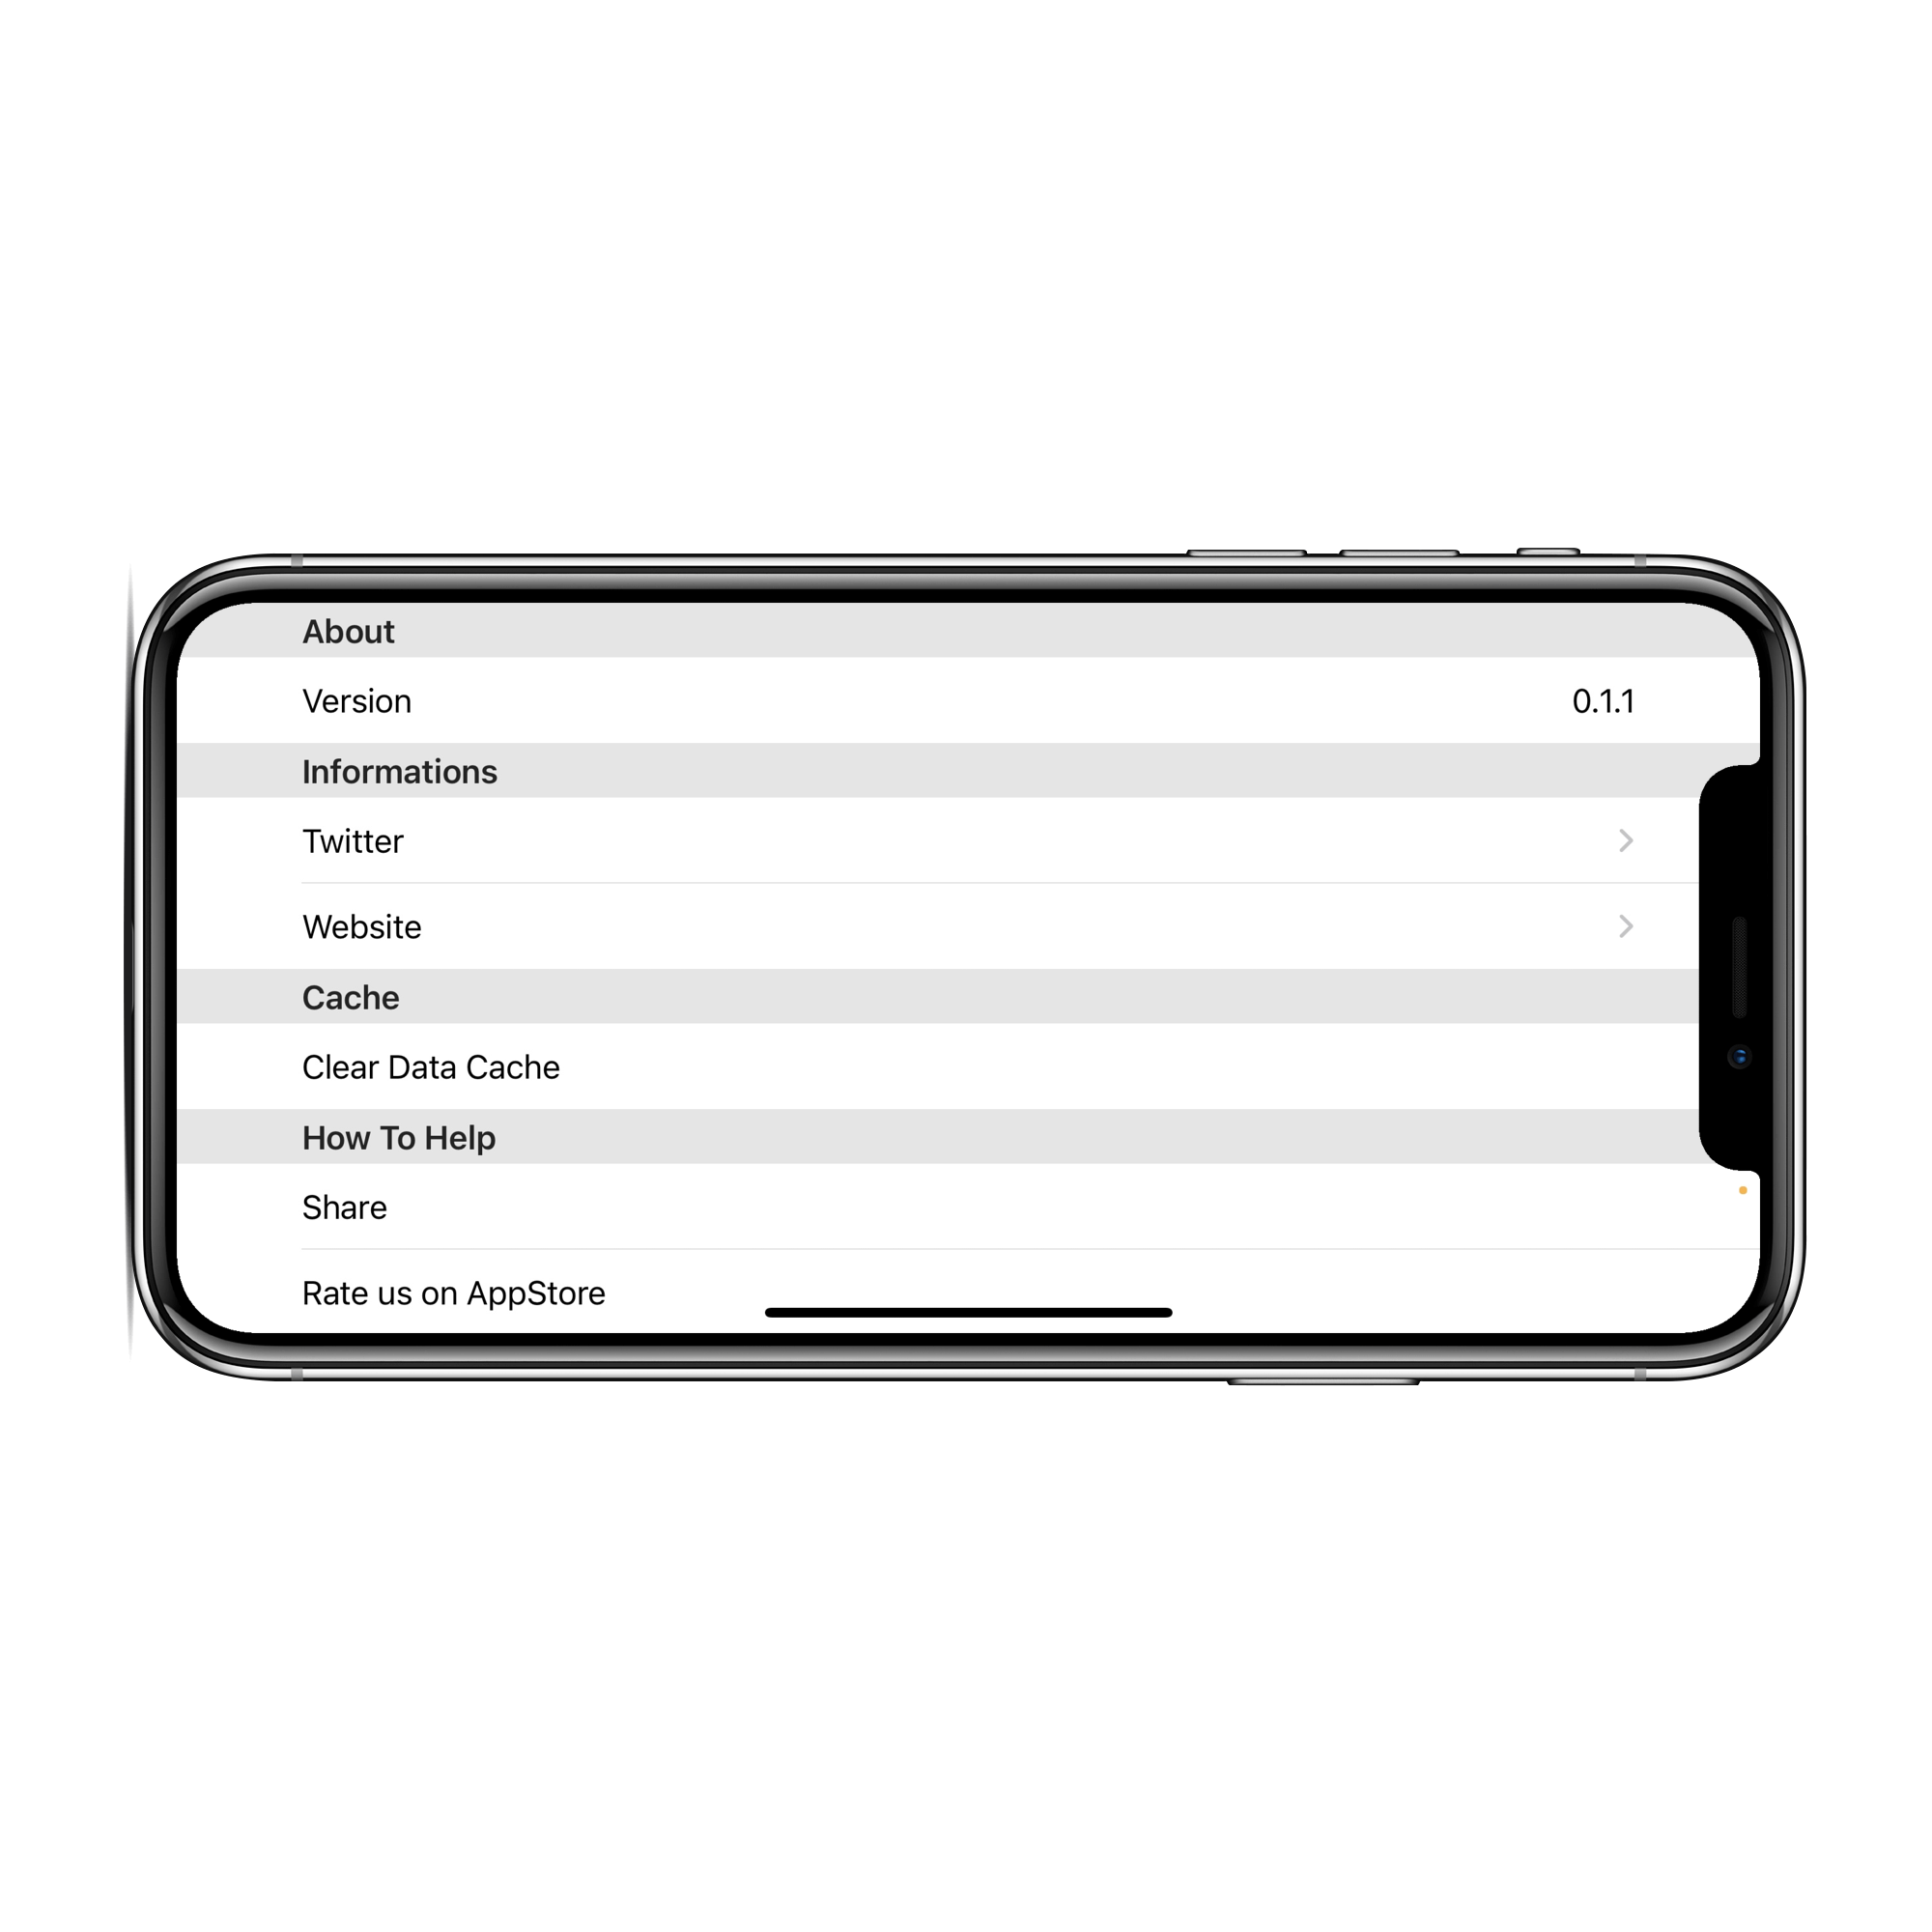 About
Version 0.1.1
Informations
Twitter
Website
Cache
Clear Data Cache
How To Help
Share
Rate us on AppStore